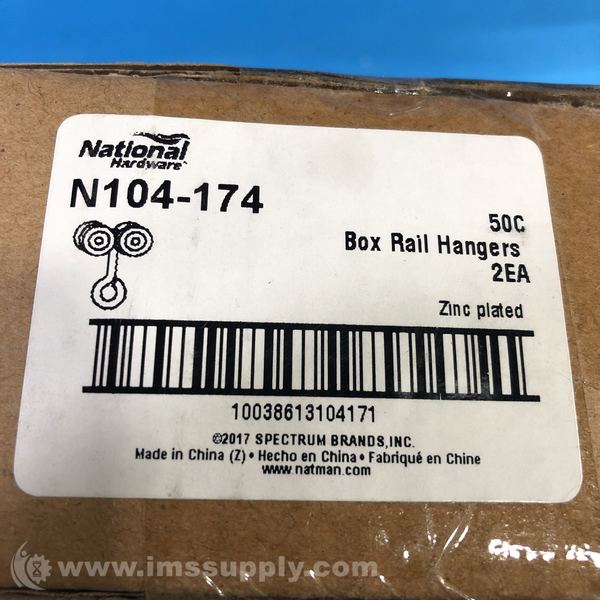 National
Hardware
N104-174
50C
Box Rail Hangers
2EA
Zinc plated
10038613104171
©2017 SPECTRUM BRANDS,INC.
Made in China (Z) • Hecho en China • Fabriqué en Chine
www.natman.com
www.imssupply.com